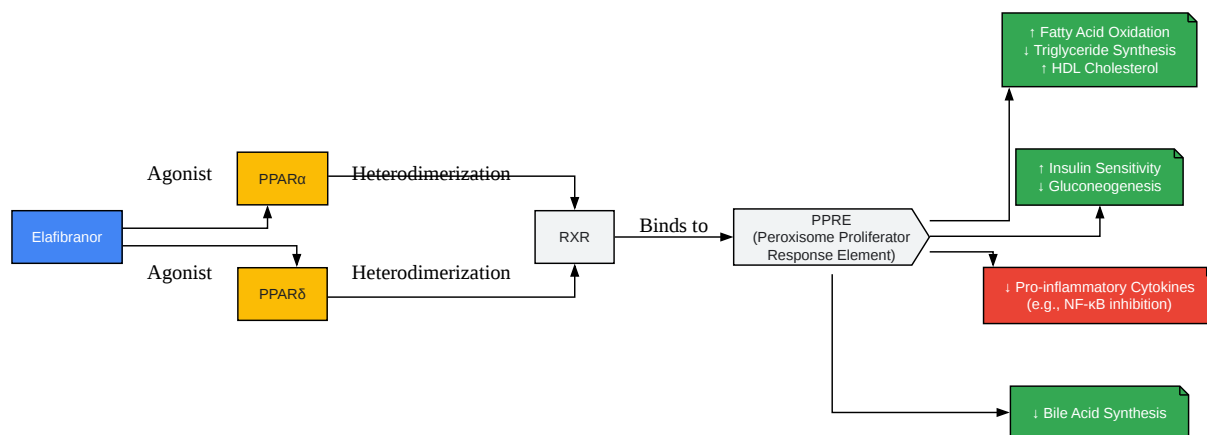 Elafibranor
Agonist
Agonist
PPARα
PPARδ
Heterodimerization
Heterodimerization
RXR
Binds to
PPRE
(Peroxisome Proliferator
Response Element)
↑ Fatty Acid Oxidation
↓ Triglyceride Synthesis
↑ HDL Cholesterol
↑ Insulin Sensitivity
↓ Gluconeogenesis
↓ Pro-inflammatory Cytokines
(e.g., NF-κB inhibition)
↓ Bile Acid Synthesis